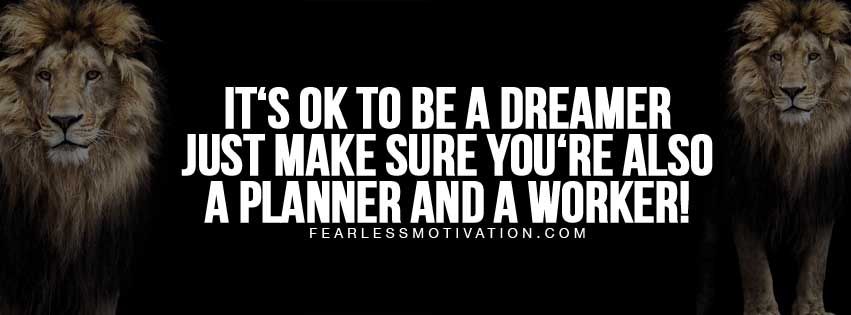 IT‘S OK TO BE A DREAMER
JUST MAKE SURE YOU‘RE ALSO
A PLANNER AND A WORKER!
FEARLESSMOTIVATION.COM